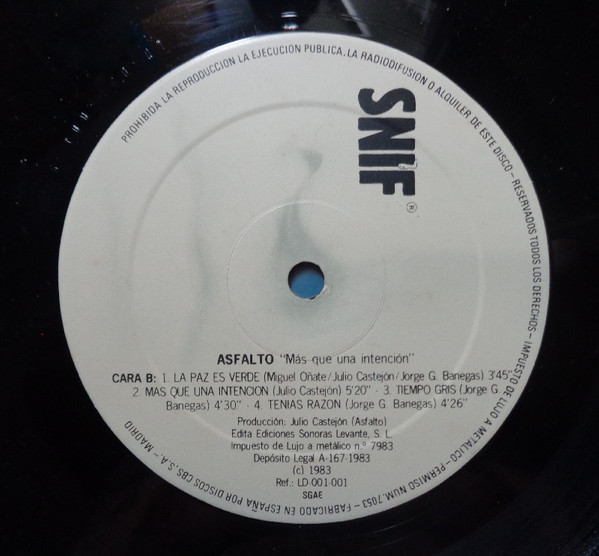 PROHIBIDA LA REPRODUCCION LA EJECUCION PUBLICA, LA RADIODIFUSION O ALQUILER DE ESTE DISCO - RESERVADOS TODOS LOS DERECHOS - IMPUESTO DE LUJO A METALICO - PERMISO NUM. 7053 - FABRICADO EN ESPAÑA POR DISCOS CBS, S.A. - MADRID
SNIF ®
ASFALTO "Más que una intención"
CARA B: 1. LA PAZ ES VERDE (Miguel Oñate/Julio Castejón/Jorge G. Banegas) 3'45"
2. MAS QUE UNA INTENCION (Julio Castejón) 5'20" · 3. TIEMPO GRIS (Jorge G.
Banegas) 4'30" · 4. TENIAS RAZON (Jorge G. Banegas) 4'26"
Producción: Julio Castejón (Asfalto)
Edita Ediciones Sonoras Levante, S. L.
Impuesto de Lujo a metálico n.º 7983
Depósito Legal A-167-1983
(c) 1983
Ref.: LD-001-001
SGAE